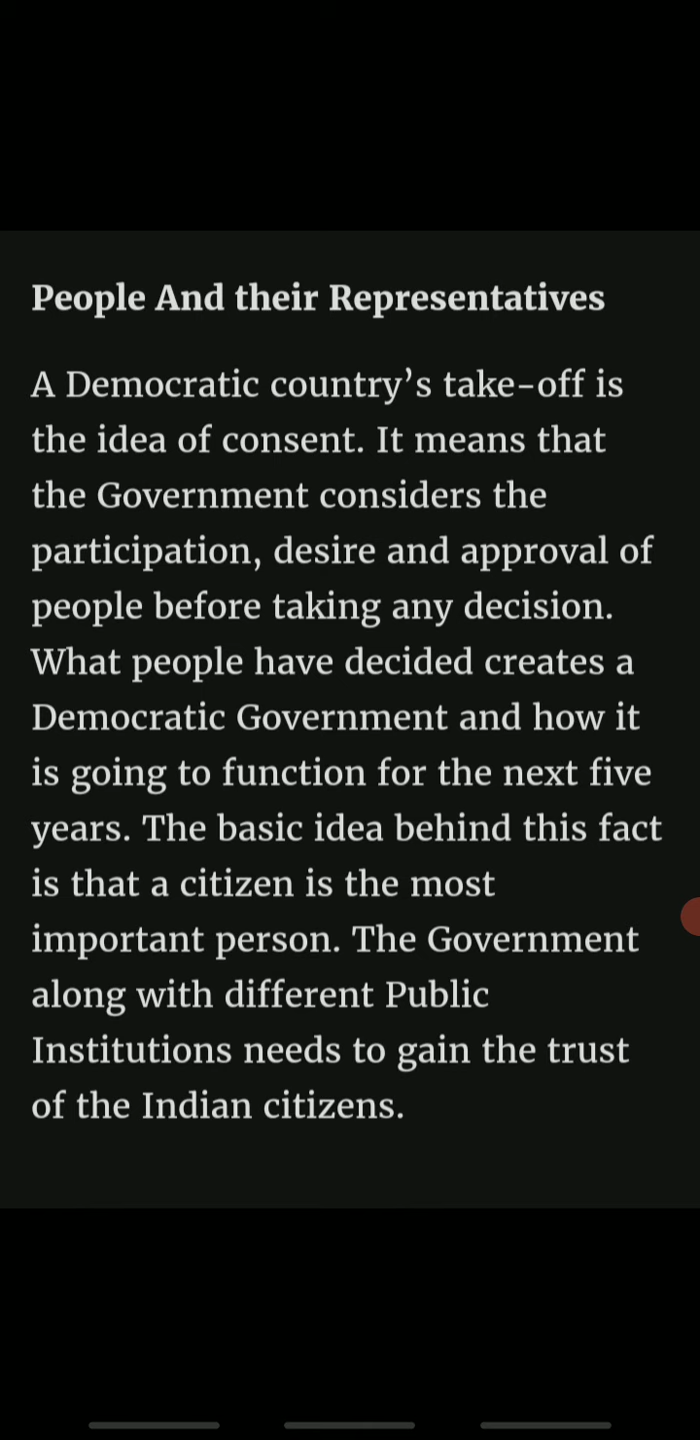 People And their Representatives
A Democratic country’s take-off is
the idea of consent. It means that
the Government considers the
participation, desire and approval of
people before taking any decision.
What people have decided creates a
Democratic Government and how it
is going to function for the next five
years. The basic idea behind this fact
is that a citizen is the most
important person. The Government
along with different Public
Institutions needs to gain the trust
of the Indian citizens.